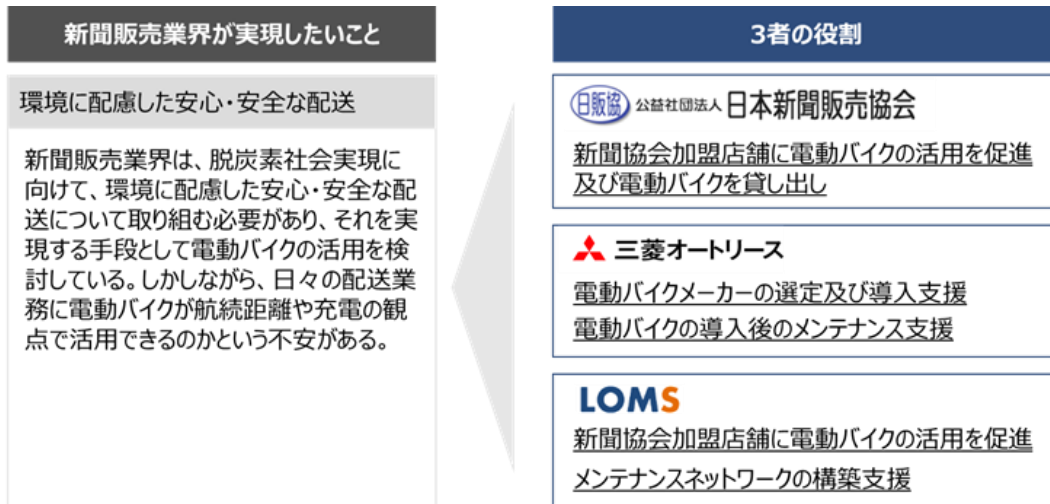 新聞販売業界が実現したいこと
環境に配慮した安心・安全な配送
新聞販売業界は、脱炭素社会実現に
向けて、環境に配慮した安心・安全な配
送について取り組む必要があり、それを実
現する手段として電動バイクの活用を検
討している。しかしながら、日々の配送業
務に電動バイクが航続距離や充電の観
点で活用できるのかという不安がある。
3者の役割
日販協 公益社団法人 日本新聞販売協会
新聞協会加盟店舗に電動バイクの活用を促進
及び電動バイクを貸し出し
三菱オートリース
電動バイクメーカーの選定及び導入支援
電動バイクの導入後のメンテナンス支援
LOMS
新聞協会加盟店舗に電動バイクの活用を促進
メンテナンスネットワークの構築支援